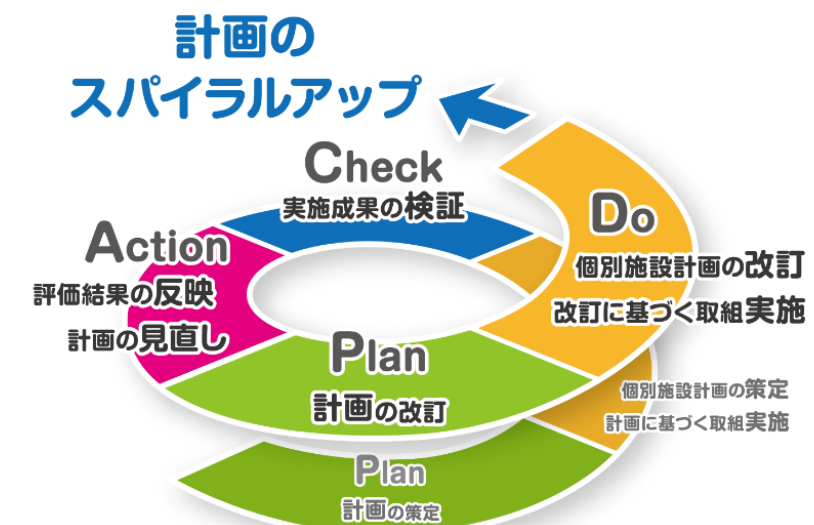 計画の
スパイラルアップ
Check
実施成果の検証
Do
個別施設計画の改訂
改訂に基づく取組実施
Action
評価結果の反映
計画の見直し
Plan
計画の改訂
個別施設計画の策定
計画に基づく取組実施
Plan
計画の策定